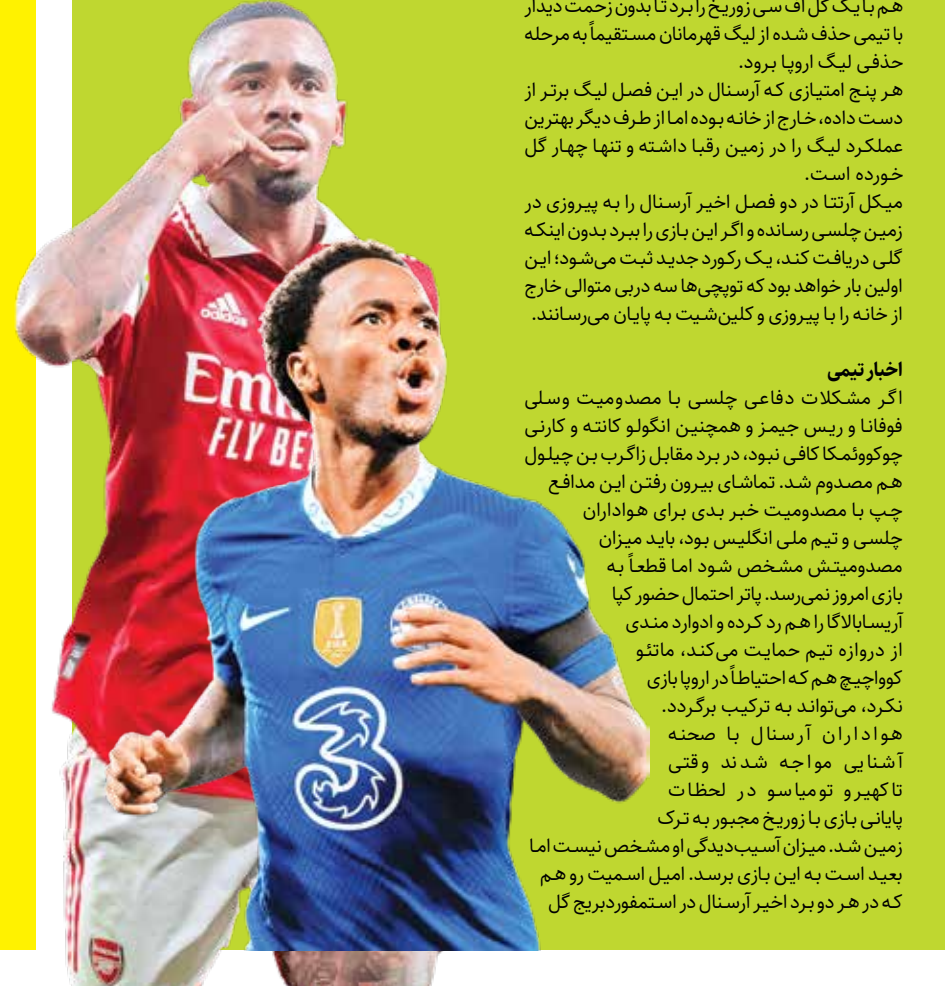 هم با یک گل اف سی زوریخ را برد تا بدون زحمت دیدار
با تیمی حذف شده از لیگ قهرمانان مستقیماً به مرحله
حذفی لیگ اروپا برود.
هر پنج امتیازی که آرسنال در این فصل لیگ برتر از
دست داده، خارج از خانه بوده اما از طرف دیگر بهترین
عملکرد لیگ را در زمین رقبا داشته و تنها چهار گل
خورده است.
میکل آرتتا در دو فصل اخیر آرسنال را به پیروزی در
زمین چلسی رسانده و اگر این بازی را ببرد بدون اینکه
گلی دریافت کند، یک رکورد جدید ثبت می‌شود؛ این
اولین بار خواهد بود که توپچی‌ها سه دربی متوالی خارج
از خانه را با پیروزی و کلین‌شیت به پایان می‌رسانند.
اخبار تیمی
اگر مشکلات دفاعی چلسی با مصدومیت وسلی
فوفانا و ریس جیمز و همچنین انگولو کانته و کارنی
چوکووئمکا کافی نبود، در برد مقابل زاگرب بن چیلول
هم مصدوم شد. تماشای بیرون رفتن این مدافع
چپ با مصدومیت خبر بدی برای هواداران
چلسی و تیم ملی انگلیس بود، باید میزان
مصدومیتش مشخص شود اما قطعاً به
بازی امروز نمی‌رسد. پاتر احتمال حضور کپا
آریسابالاگا را هم رد کرده و ادوارد مندی
از دروازه تیم حمایت می‌کند، ماتئو
کوواچیچ هم که احتیاطاً در اروپا بازی
نکرد، می‌تواند به ترکیب برگردد.
هواداران آرسنال با صحنه
آشنایی مواجه شدند وقتی
تاکهیرو تومیاسو در لحظات
پایانی بازی با زوریخ مجبور به ترک
زمین شد. میزان آسیب‌دیدگی او مشخص نیست اما
بعید است به این بازی برسد. امیل اسمیت رو هم
که در هر دو برد اخیر آرسنال در استمفوردبریج گل
adidas
Em
FLY BE
3